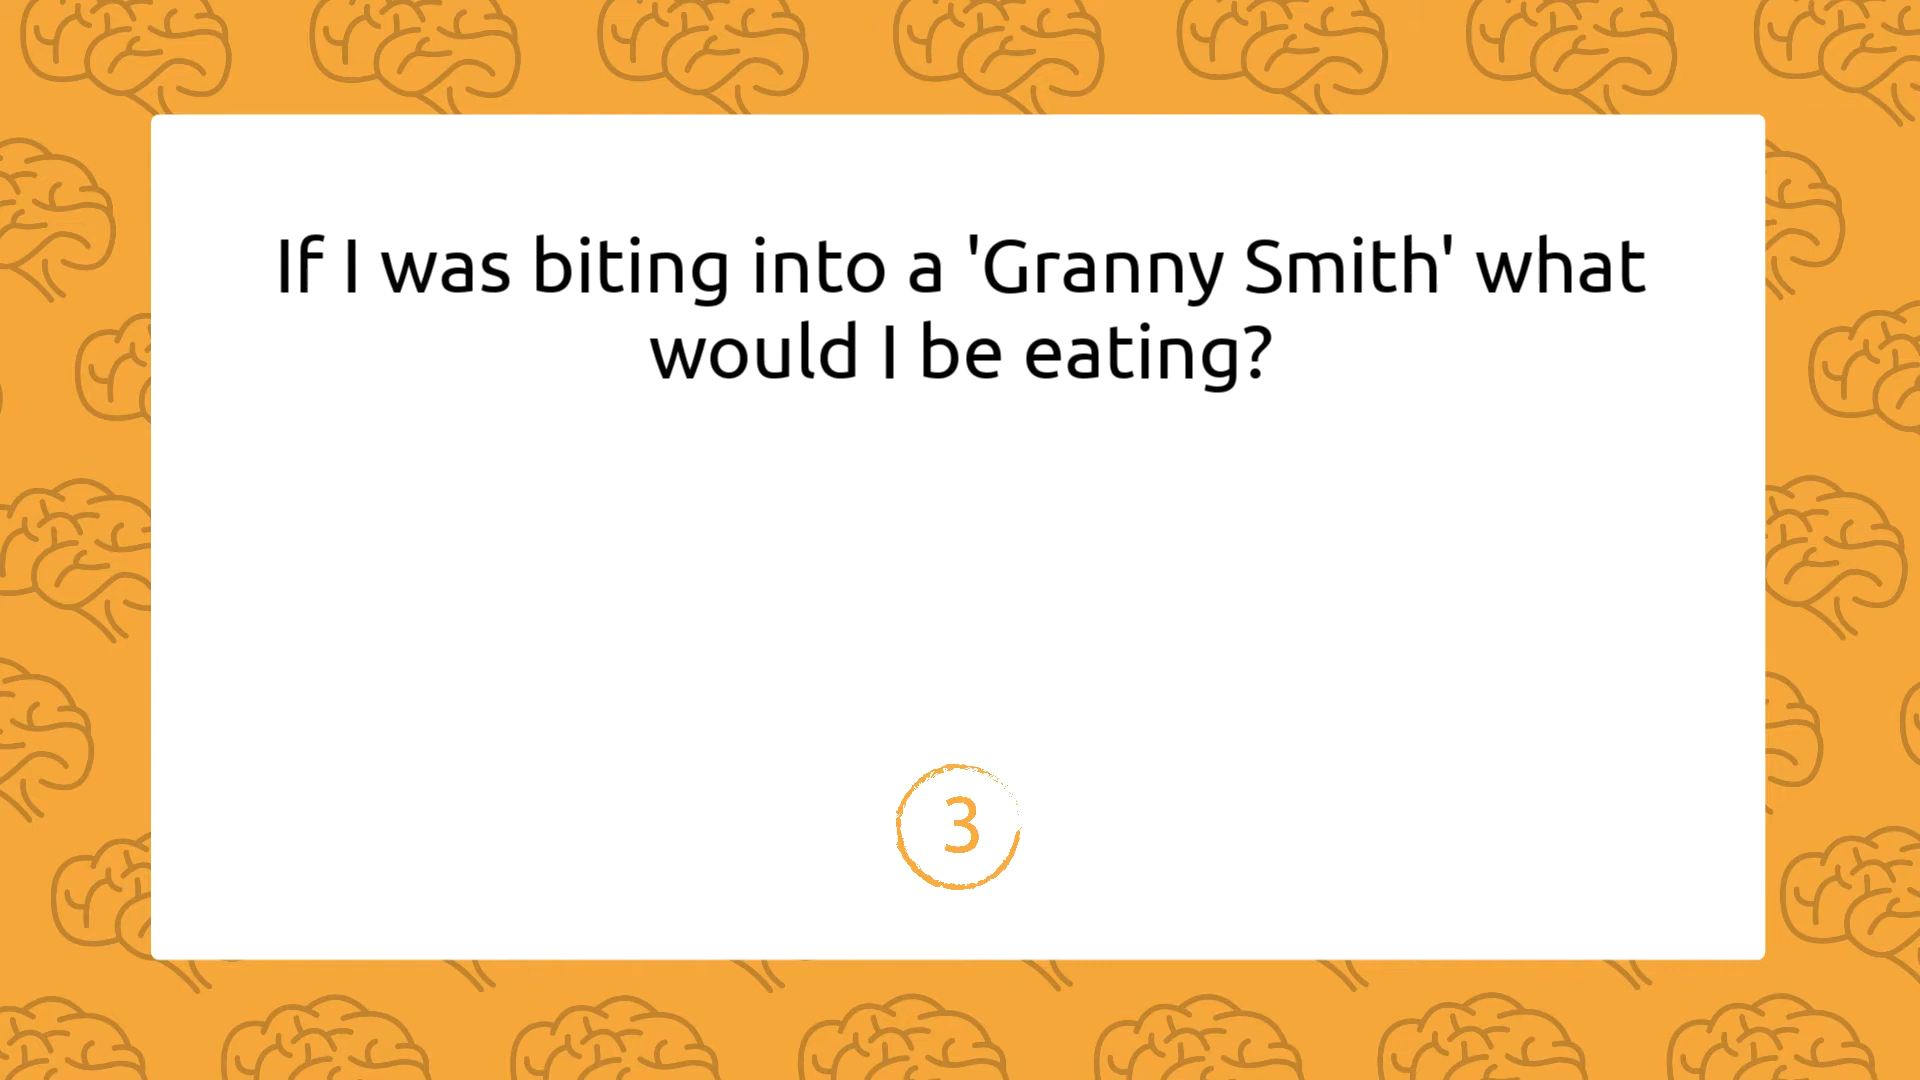 If I was biting into a 'Granny Smith' what
would I be eating?
3